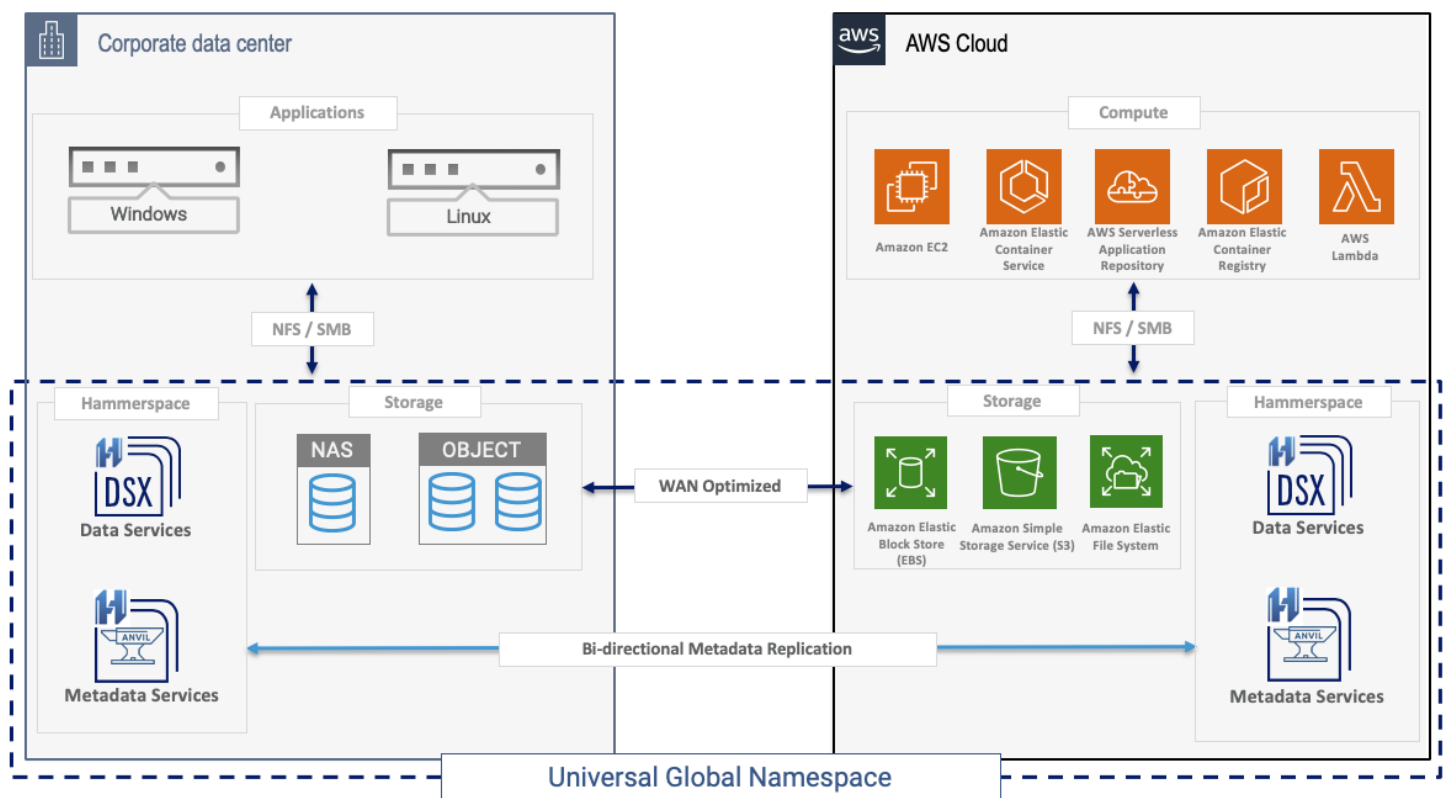 Corporate data center
aws
AWS Cloud
Applications
Windows
Linux
NFS / SMB
Compute
Amazon EC2
Amazon Elastic
Container
Service
AWS Serverless
Application
Repository
Amazon Elastic
Container
Registry
AWS
Lambda
NFS / SMB
Hammerspace
H
DSX
Data Services
H
ANVIL
Metadata Services
Storage
NAS
OBJECT
WAN Optimized
Storage
Amazon Elastic
Block Store
(EBS)
Amazon Simple
Storage Service (S3)
Amazon Elastic
File System
Hammerspace
H
DSX
Data Services
H
ANVIL
Metadata Services
Bi-directional Metadata Replication
Universal Global Namespace